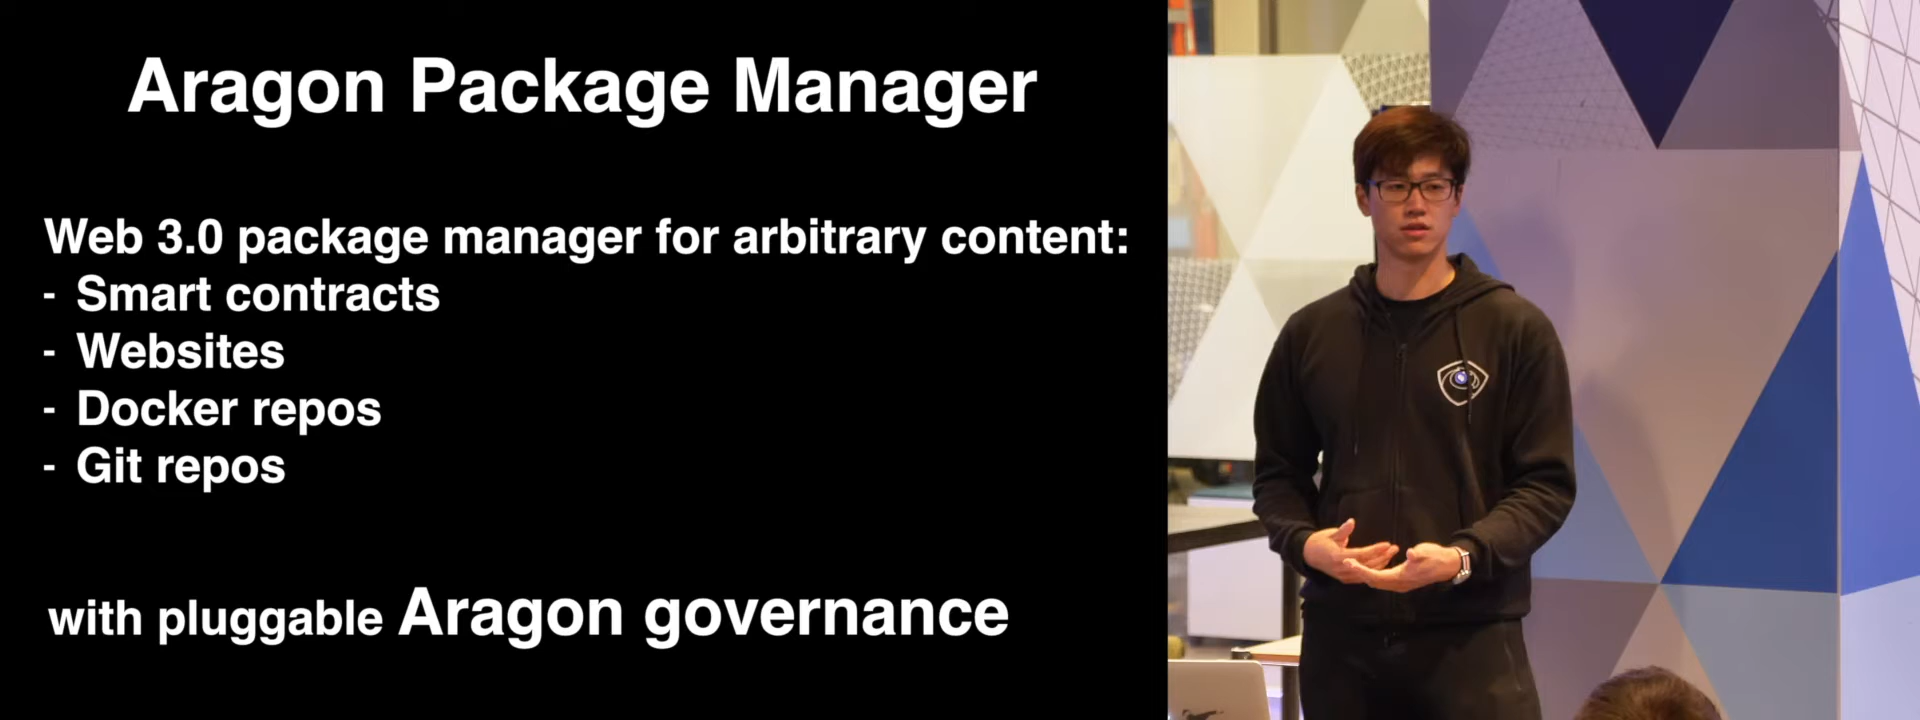 Aragon Package Manager
Web 3.0 package manager for arbitrary content:
- Smart contracts
- Websites
- Docker repos
- Git repos
with pluggable Aragon governance